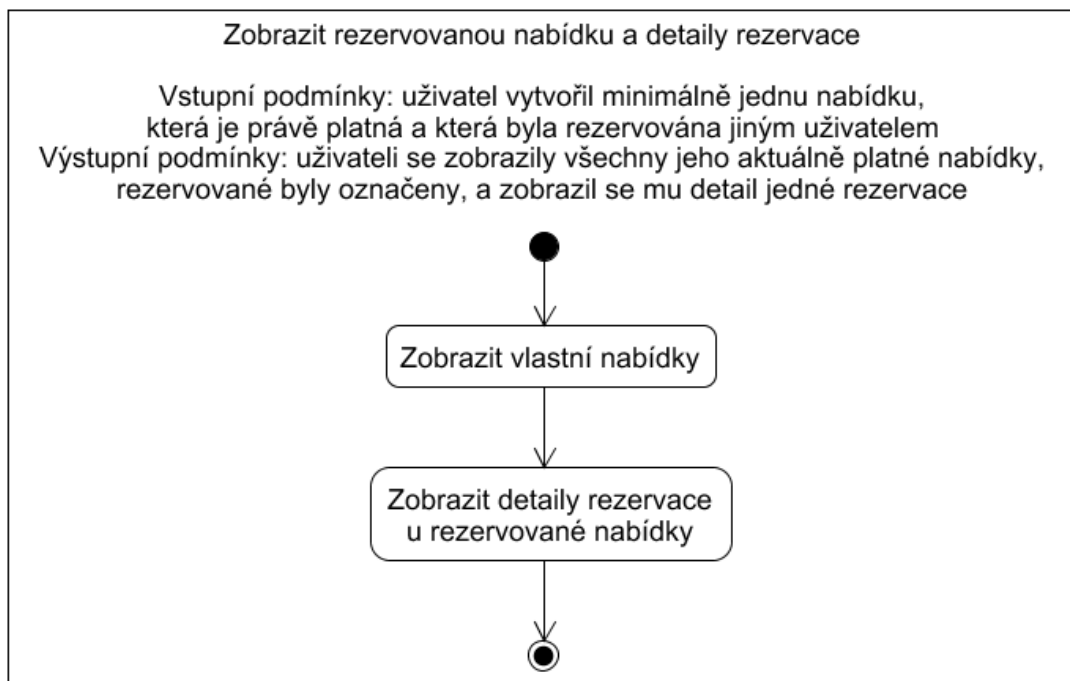 Zobrazit rezervovanou nabídku a detaily rezervace
Vstupní podmínky: uživatel vytvořil minimálně jednu nabídku,
která je právě platná a která byla rezervována jiným uživatelem
Výstupní podmínky: uživateli se zobrazily všechny jeho aktuálně platné nabídky,
rezervované byly označeny, a zobrazil se mu detail jedné rezervace
Zobrazit vlastní nabídky
Zobrazit detaily rezervace
u rezervované nabídky